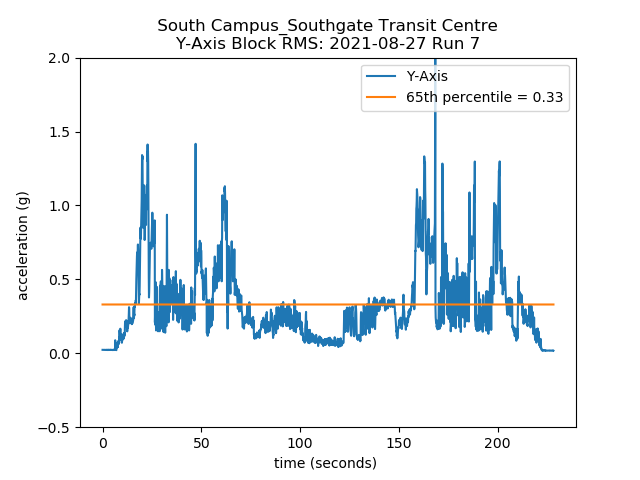 South Campus_Southgate Transit Centre
Y-Axis Block RMS: 2021-08-27 Run 7
Y-Axis
65th percentile = 0.33
2.0
1.5
1.0
0.5
0.0
−0.5
acceleration (g)
0 50 100 150 200
time (seconds)